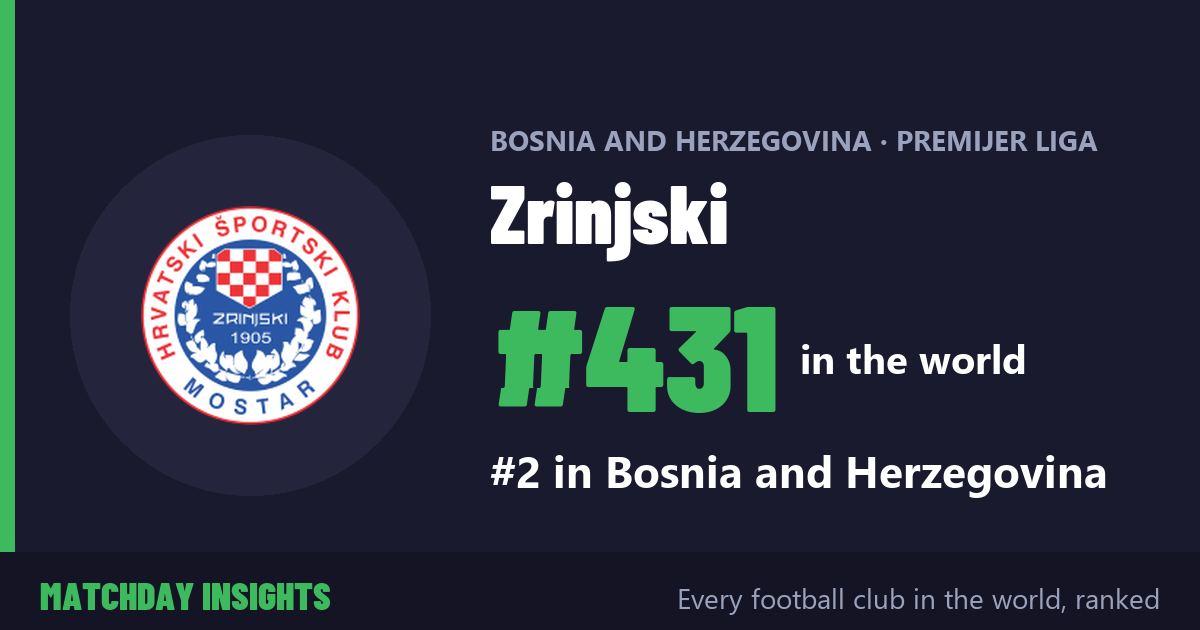 BOSNIA AND HERZEGOVINA · PREMIJER LIGA
Zrinjski
#431 in the world
#2 in Bosnia and Herzegovina
HRVATSKI ŠPORTSKI KLUB
ZRINJSKI
1905
MOSTAR
MATCHDAY INSIGHTS
Every football club in the world, ranked